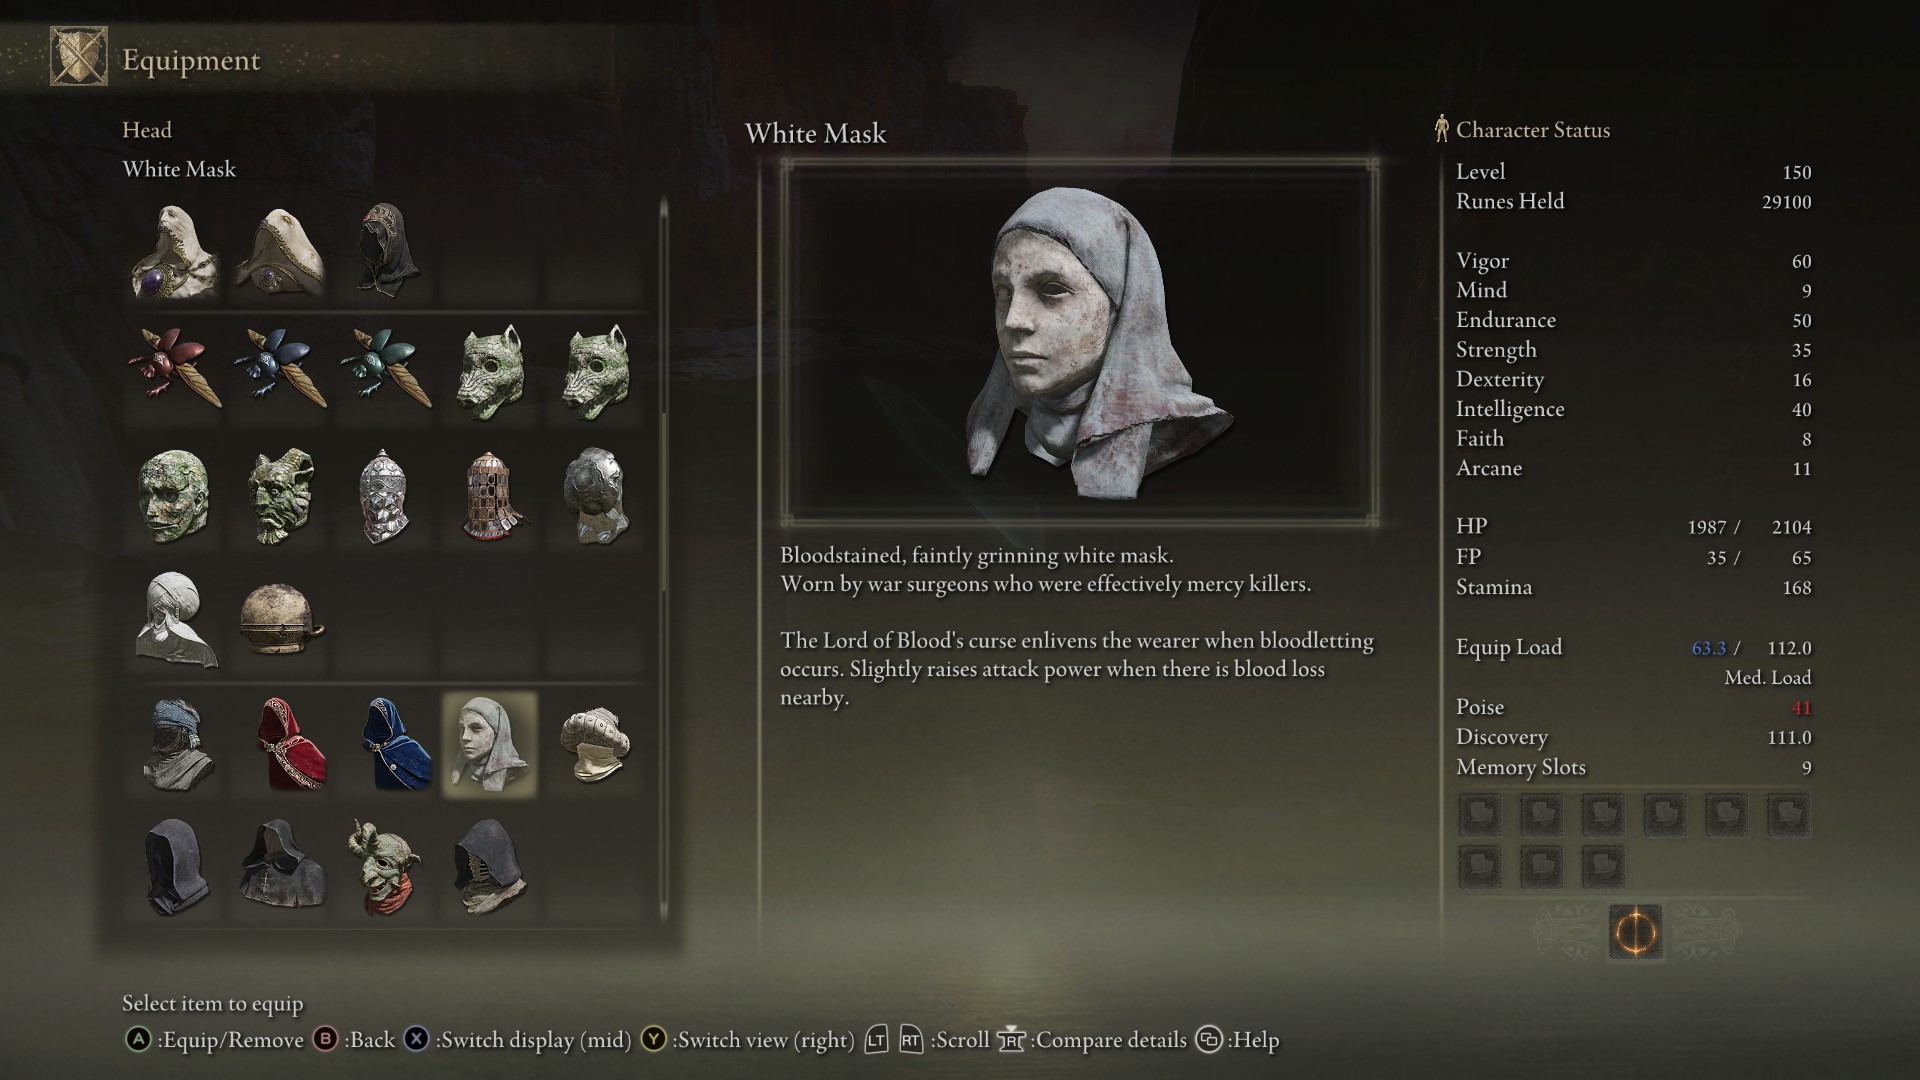 Equipment
Head
White Mask
White Mask
Bloodstained, faintly grinning white mask.
Worn by war surgeons who were effectively mercy killers.
The Lord of Blood's curse enlivens the wearer when bloodletting
occurs. Slightly raises attack power when there is blood loss
nearby.
Character Status
Level 150
Runes Held 29100
Vigor 60
Mind 9
Endurance 50
Strength 35
Dexterity 16
Intelligence 40
Faith 8
Arcane 11
HP 1987 / 2104
FP 35 / 65
Stamina 168
Equip Load 63.3 / 112.0
Med. Load
Poise 41
Discovery 111.0
Memory Slots 9
Select item to equip
A :Equip/Remove B :Back X :Switch display (mid) Y :Switch view (right) LT RT :Scroll R :Compare details :Help